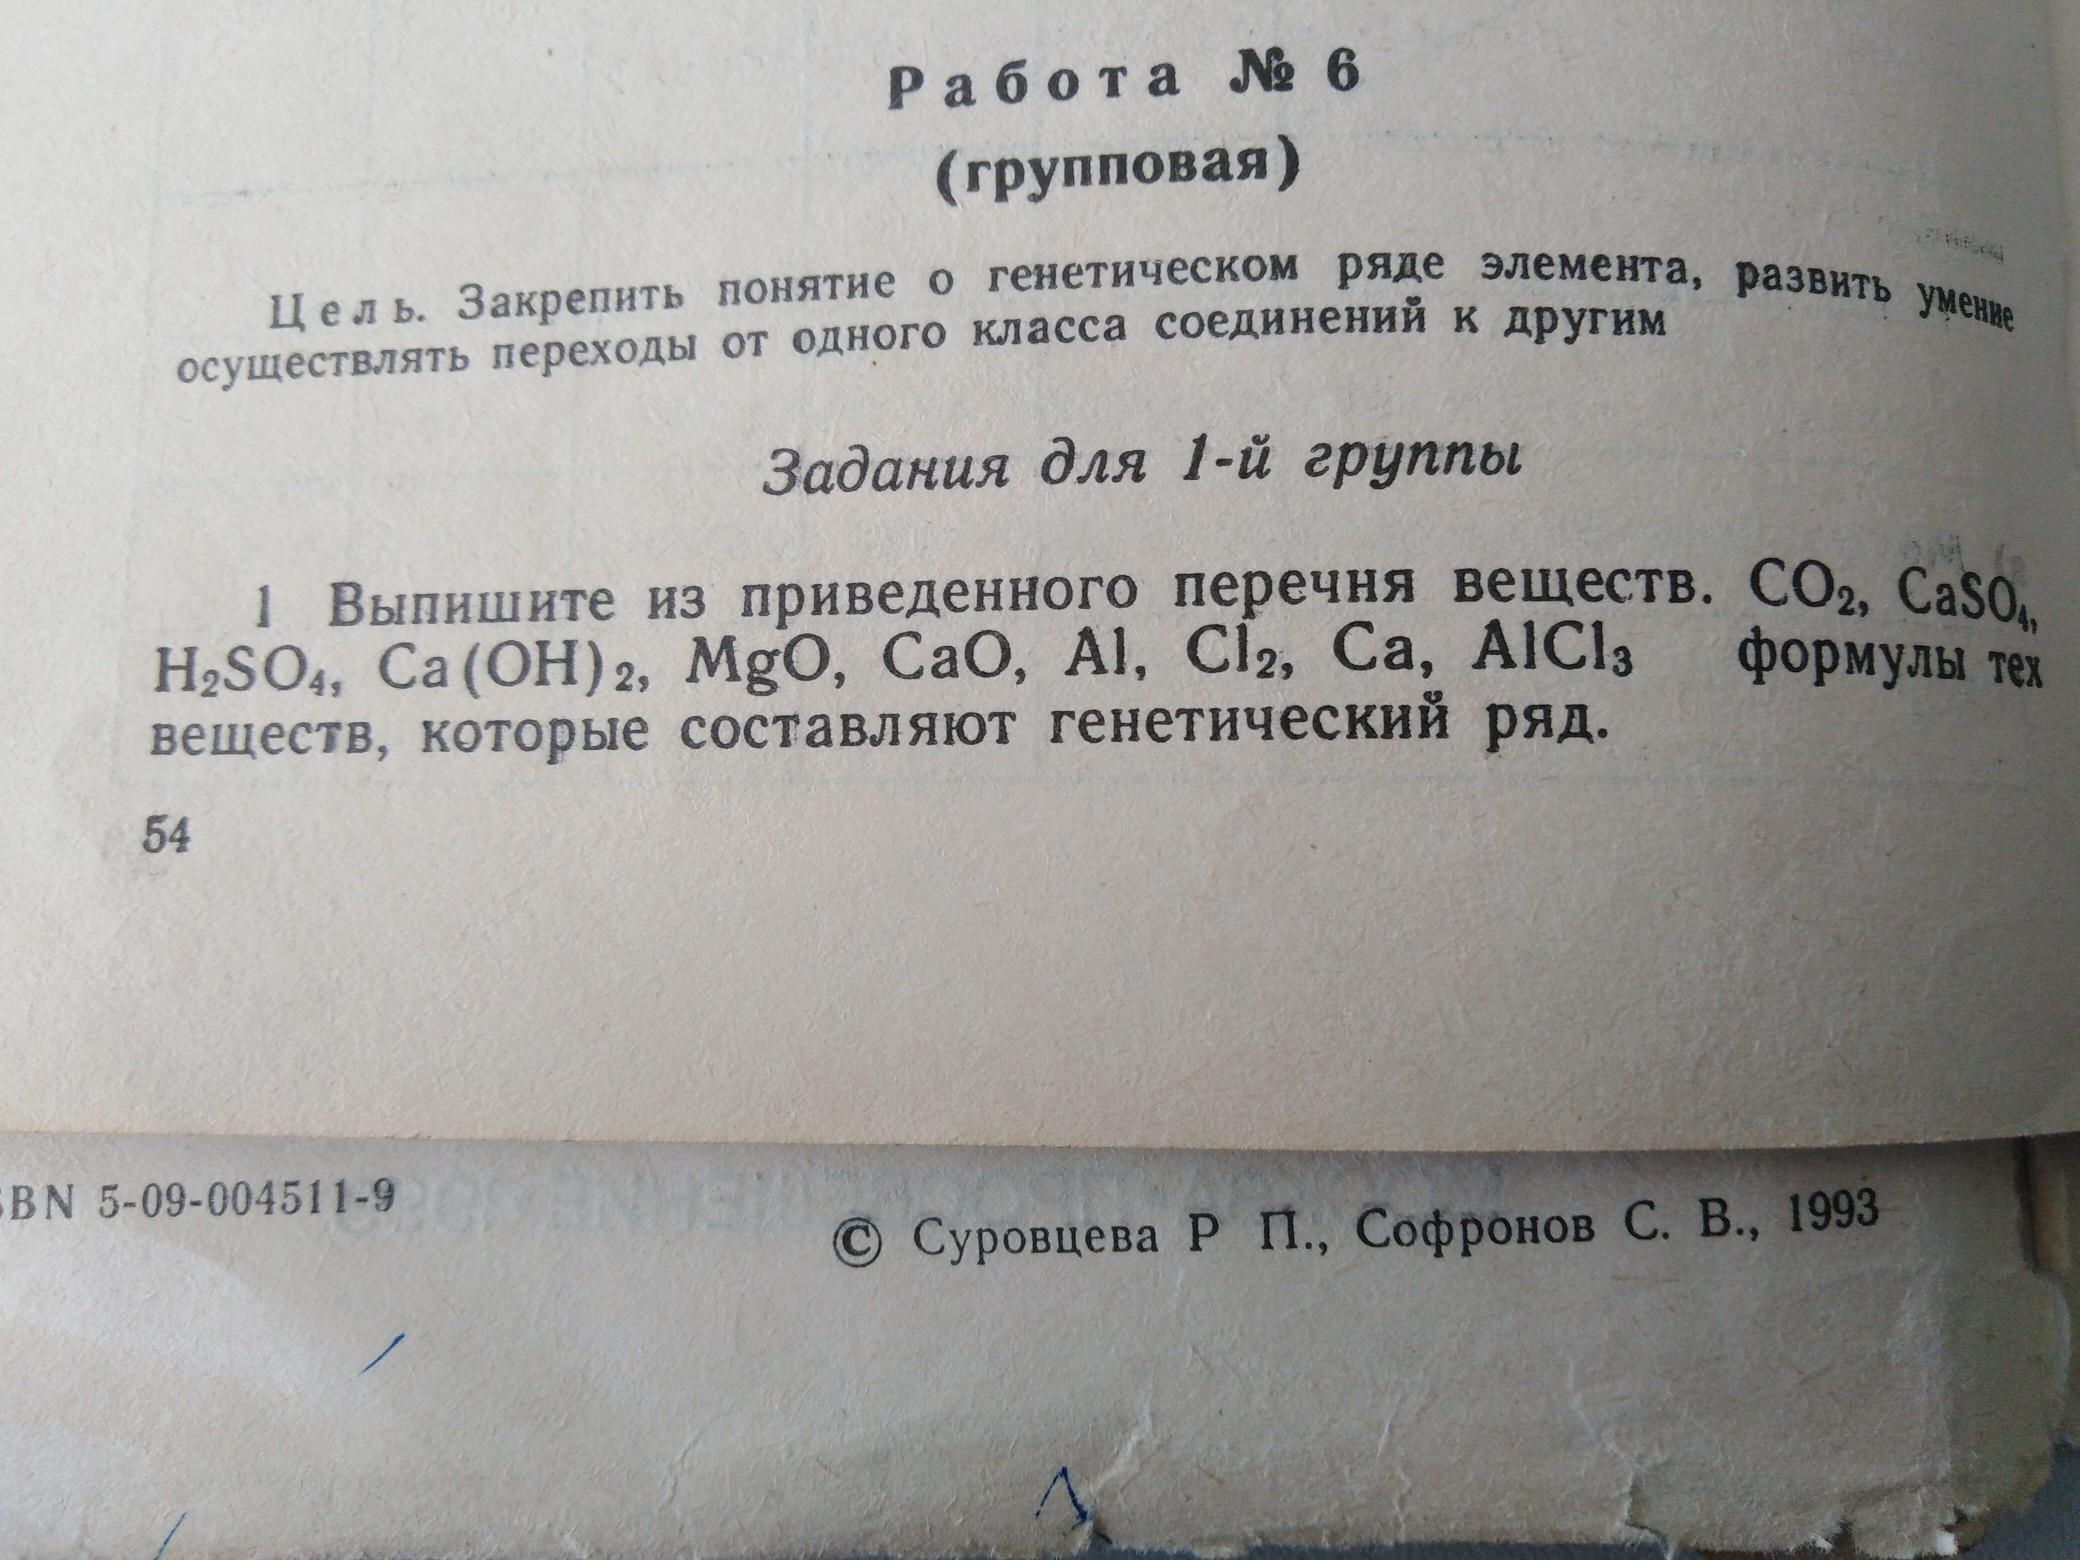 Работа № 6
(групповая)
Цель. Закрепить понятие о генетическом ряде элемента, развить умение
осуществлять переходы от одного класса соединений к другим
Задания для 1-й группы
1 Выпишите из приведенного перечня веществ. CO₂, CaSO₄,
H₂SO₄, Ca(OH)₂, MgO, CaO, Al, Cl₂, Ca, AlCl₃ формулы тех
веществ, которые составляют генетический ряд.
54
SBN 5-09-004511-9
© Суровцева Р П., Софронов С. В., 1993